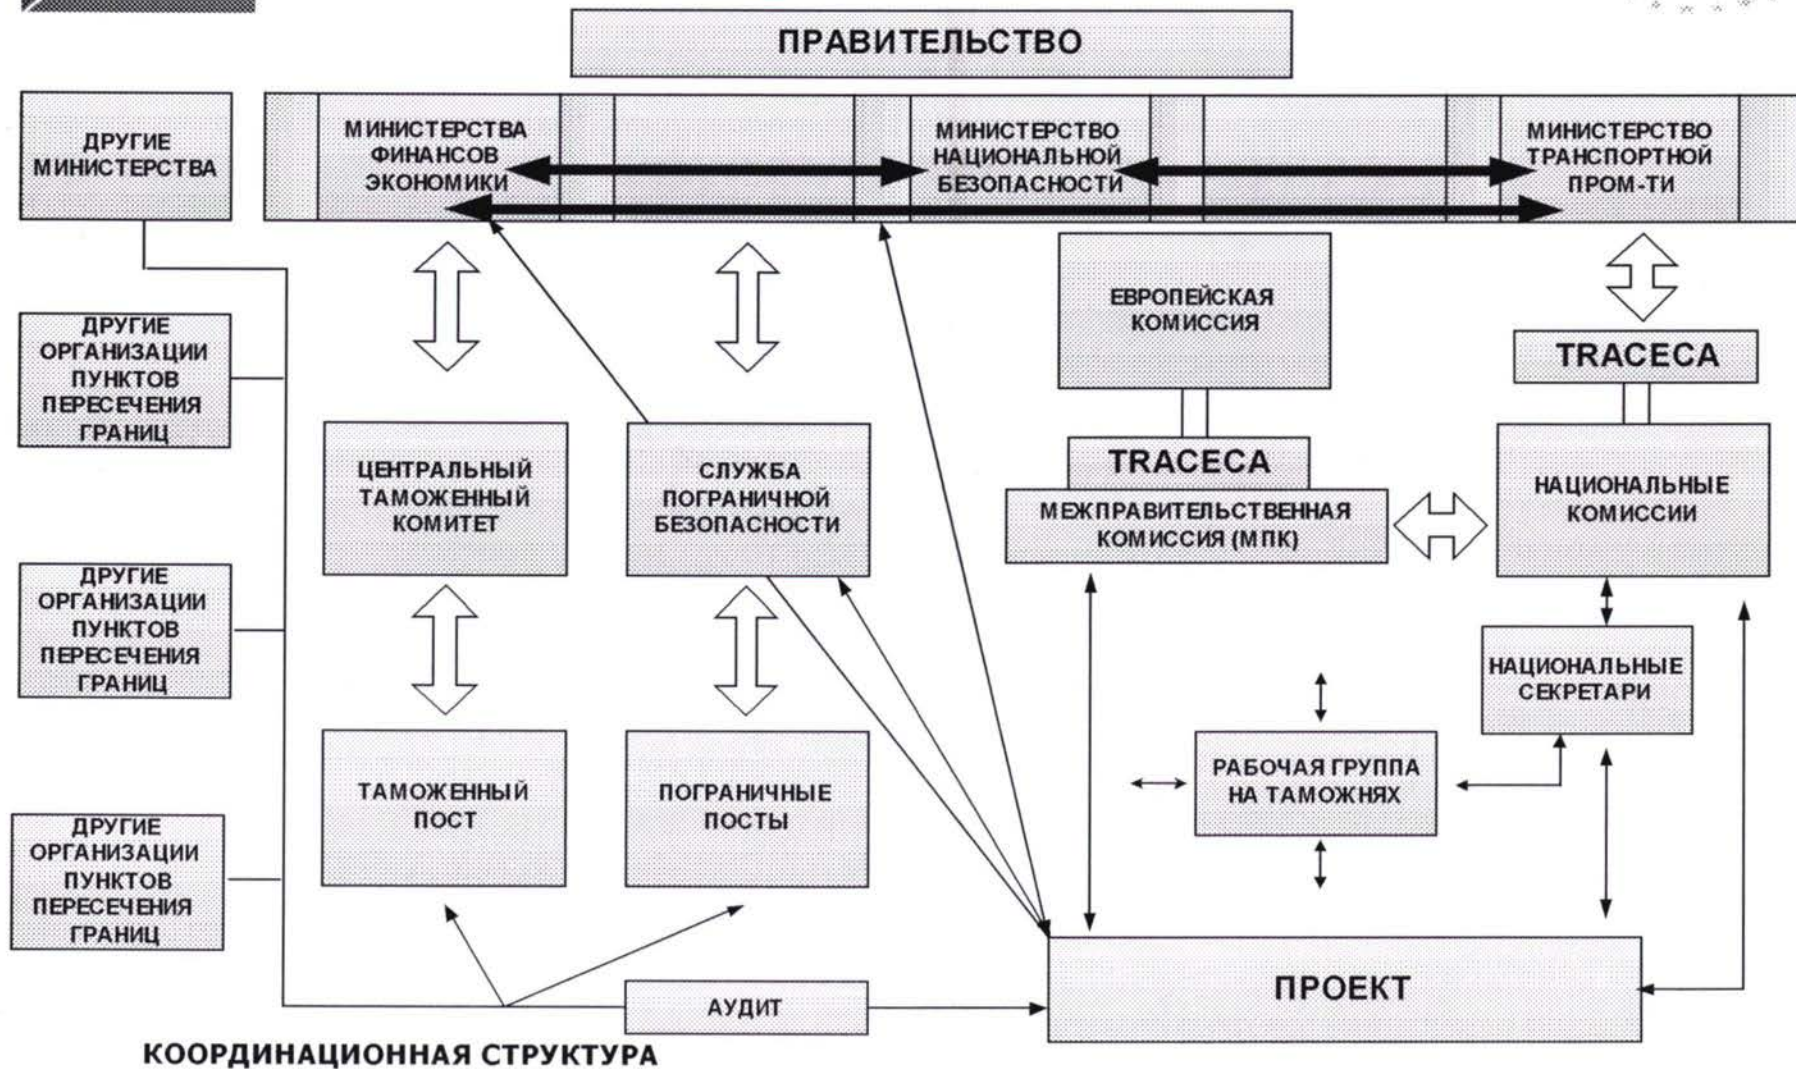 ПРАВИТЕЛЬСТВО
ДРУГИЕ
МИНИСТЕРСТВА
МИНИСТЕРСТВА
ФИНАНСОВ
ЭКОНОМИКИ
МИНИСТЕРСТВО
НАЦИОНАЛЬНОЙ
БЕЗОПАСНОСТИ
МИНИСТЕРСТВО
ТРАНСПОРТНОЙ
ПРОМ-ТИ
ДРУГИЕ
ОРГАНИЗАЦИИ
ПУНКТОВ
ПЕРЕСЕЧЕНИЯ
ГРАНИЦ
ЕВРОПЕЙСКАЯ
КОМИССИЯ
TRACECA
ЦЕНТРАЛЬНЫЙ
ТАМОЖЕННЫЙ
КОМИТЕТ
СЛУЖБА
ПОГРАНИЧНОЙ
БЕЗОПАСНОСТИ
TRACECA
МЕЖПРАВИТЕЛЬСТВЕННАЯ
КОМИССИЯ (МПК)
НАЦИОНАЛЬНЫЕ
КОМИССИИ
ДРУГИЕ
ОРГАНИЗАЦИИ
ПУНКТОВ
ПЕРЕСЕЧЕНИЯ
ГРАНИЦ
НАЦИОНАЛЬНЫЕ
СЕКРЕТАРИ
ТАМОЖЕННЫЙ
ПОСТ
ПОГРАНИЧНЫЕ
ПОСТЫ
РАБОЧАЯ ГРУППА
НА ТАМОЖНЯХ
ДРУГИЕ
ОРГАНИЗАЦИИ
ПУНКТОВ
ПЕРЕСЕЧЕНИЯ
ГРАНИЦ
АУДИТ
ПРОЕКТ
КООРДИНАЦИОННАЯ СТРУКТУРА